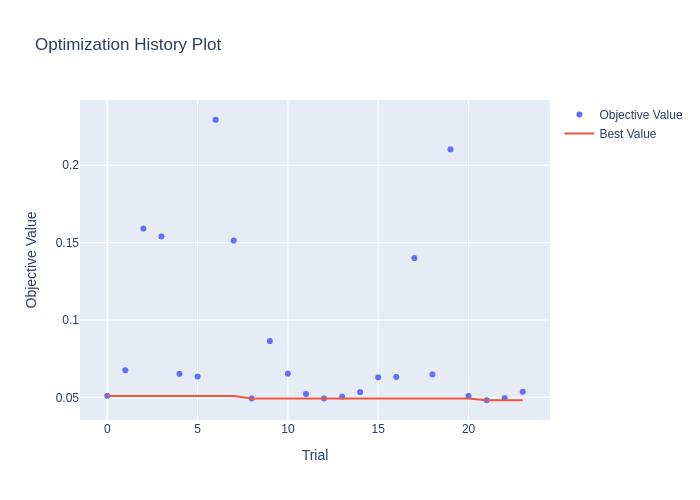 Optimization History Plot
Objective Value
Best Value
0.2
0.15
0.1
0.05
Objective Value
0
5
10
15
20
Trial